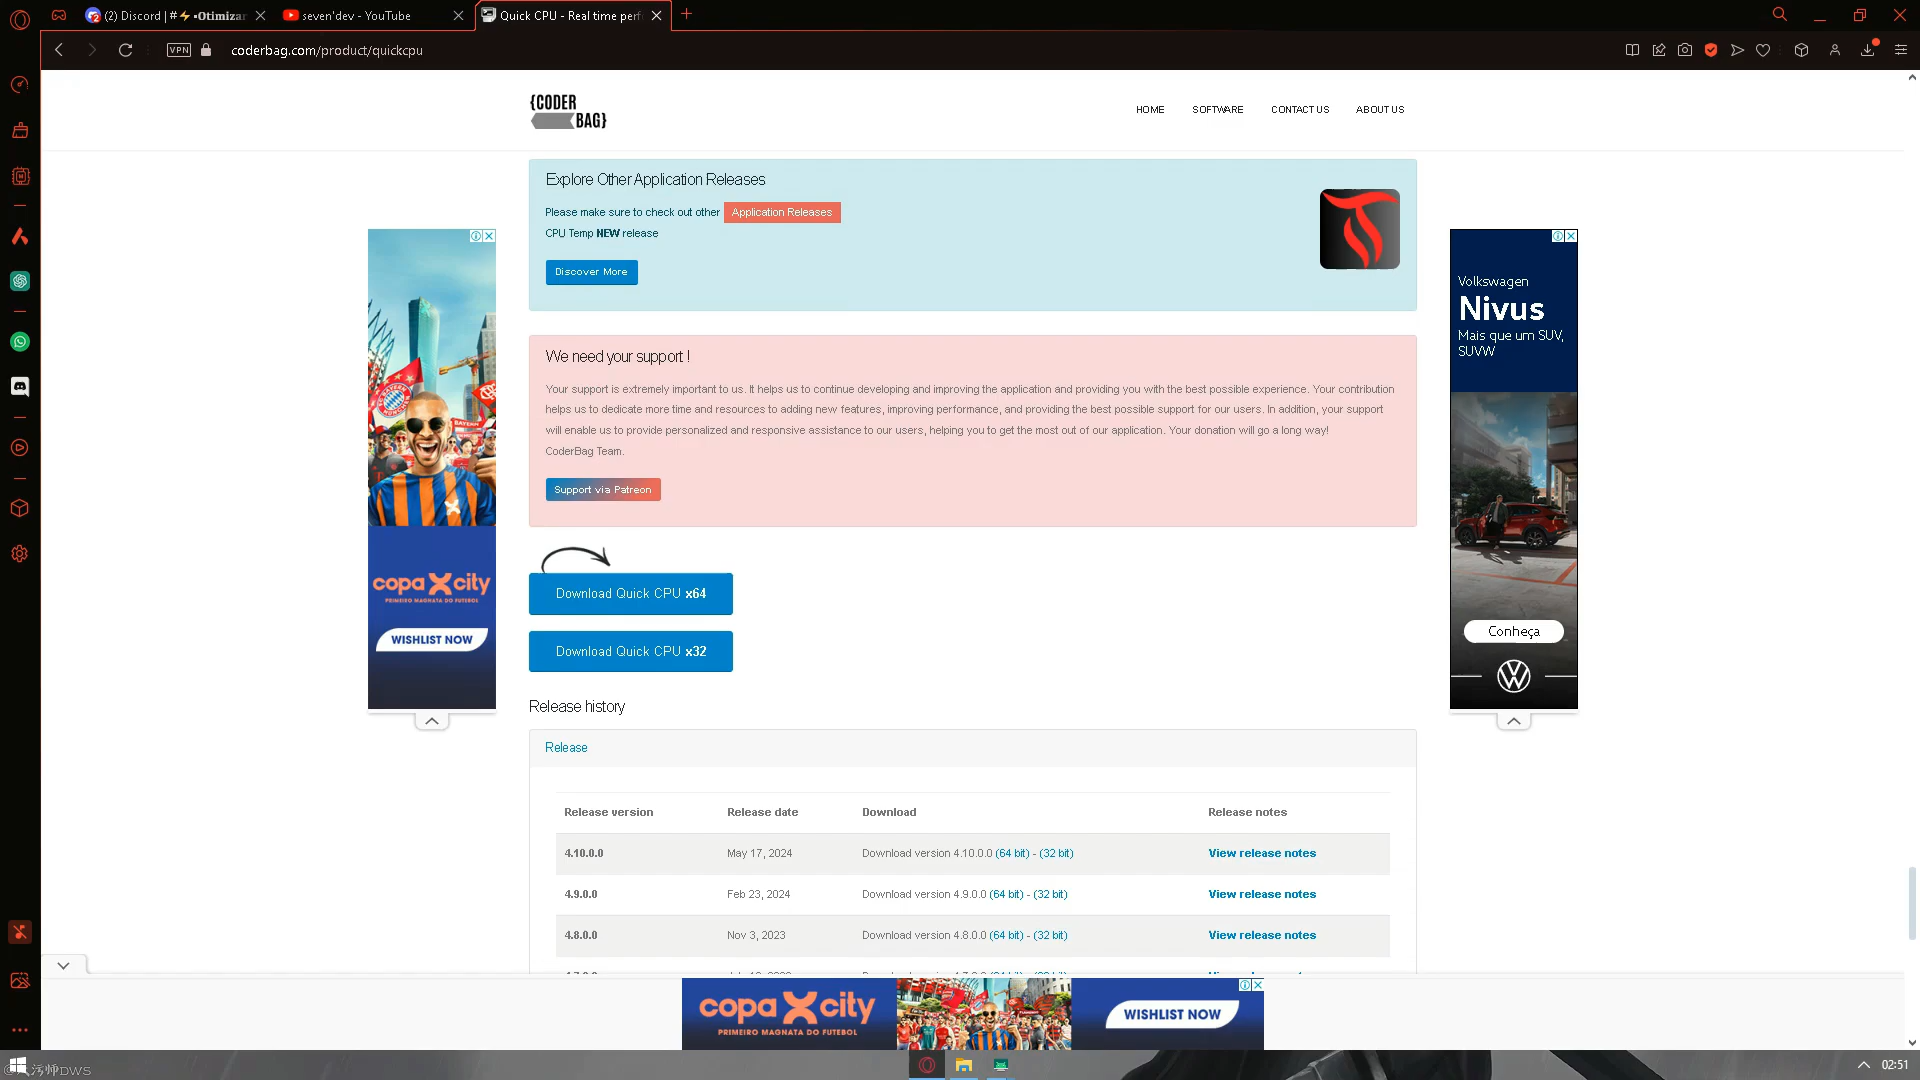 (2) Discord | #⚡•Otimizar
seven'dev - YouTube
Quick CPU - Real time perf
VPN
coderbag.com/product/quickcpu
{CODER
BAG}
HOME
SOFTWARE
CONTACT US
ABOUT US
Explore Other Application Releases
Please make sure to check out other Application Releases
CPU Temp NEW release
Discover More
We need your support !
Your support is extremely important to us. It helps us to continue developing and improving the application and providing you with the best possible experience. Your contribution
helps us to dedicate more time and resources to adding new features, improving performance, and providing the best possible support for our users. In addition, your support
will enable us to provide personalized and responsive assistance to our users, helping you to get the most out of our application. Your donation will go a long way!
CoderBag Team.
Support via Patreon
Download Quick CPU x64
Download Quick CPU x32
Release history
Release
Release version Release date Download Release notes
4.10.0.0 May 17, 2024 Download version 4.10.0.0 (64 bit) - (32 bit) View release notes
4.9.0.0 Feb 23, 2024 Download version 4.9.0.0 (64 bit) - (32 bit) View release notes
4.8.0.0 Nov 3, 2023 Download version 4.8.0.0 (64 bit) - (32 bit) View release notes
BAYERN
copa city
PRIMEIRO MAGNATA DO FUTEBOL
WISHLIST NOW
Volkswagen
Nivus
Mais que um SUV,
SUVW
Conheça
copa city
PRIMEIRO MAGNATA DO FUTEBOL
WISHLIST NOW
DWS
02:51